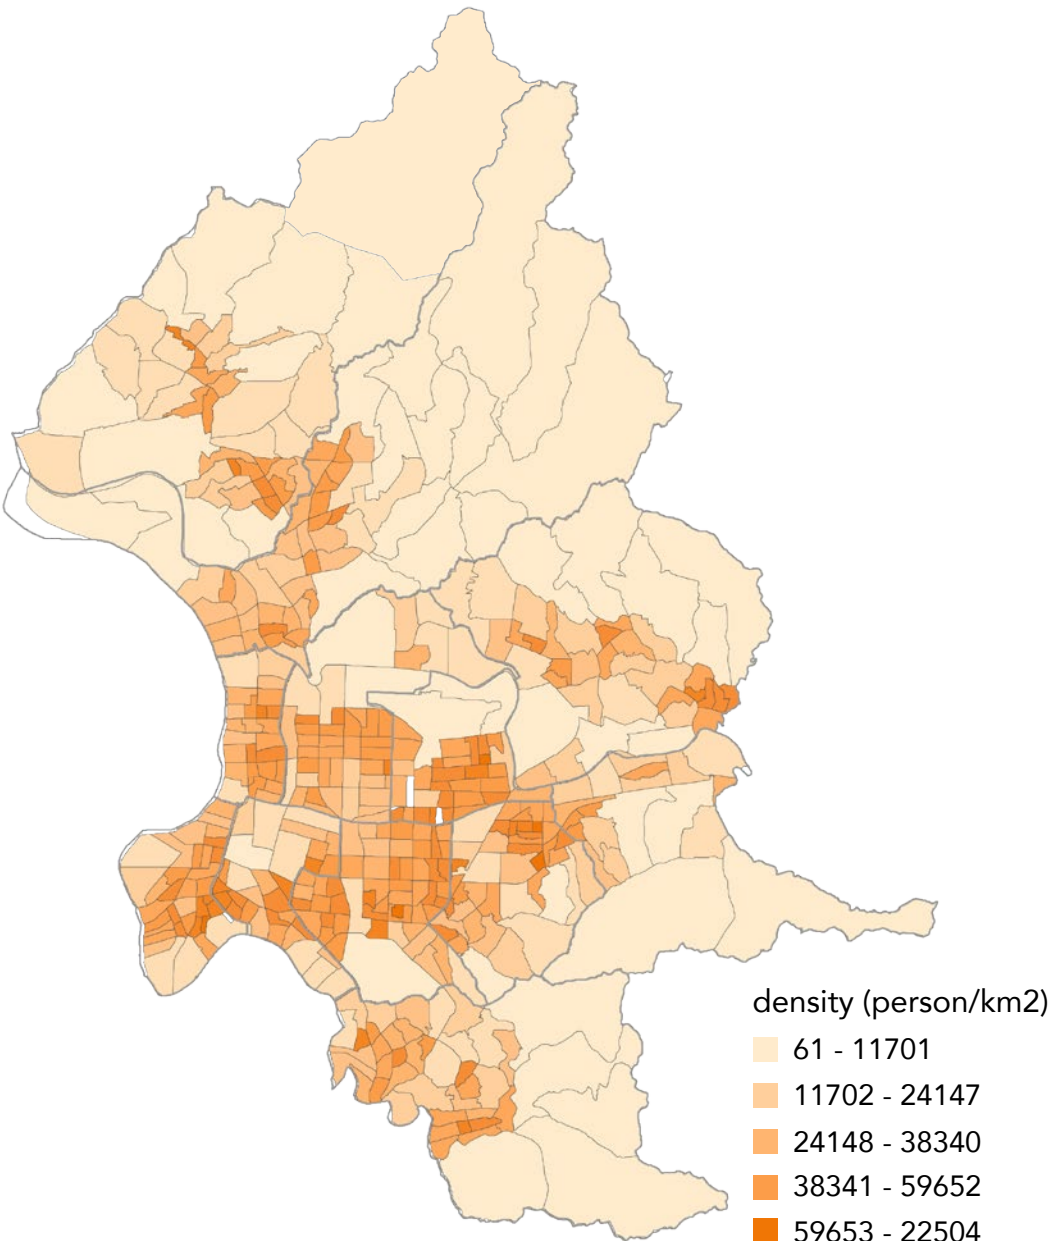 density (person/km2)
61 - 11701
11702 - 24147
24148 - 38340
38341 - 59652
59653 - 22504